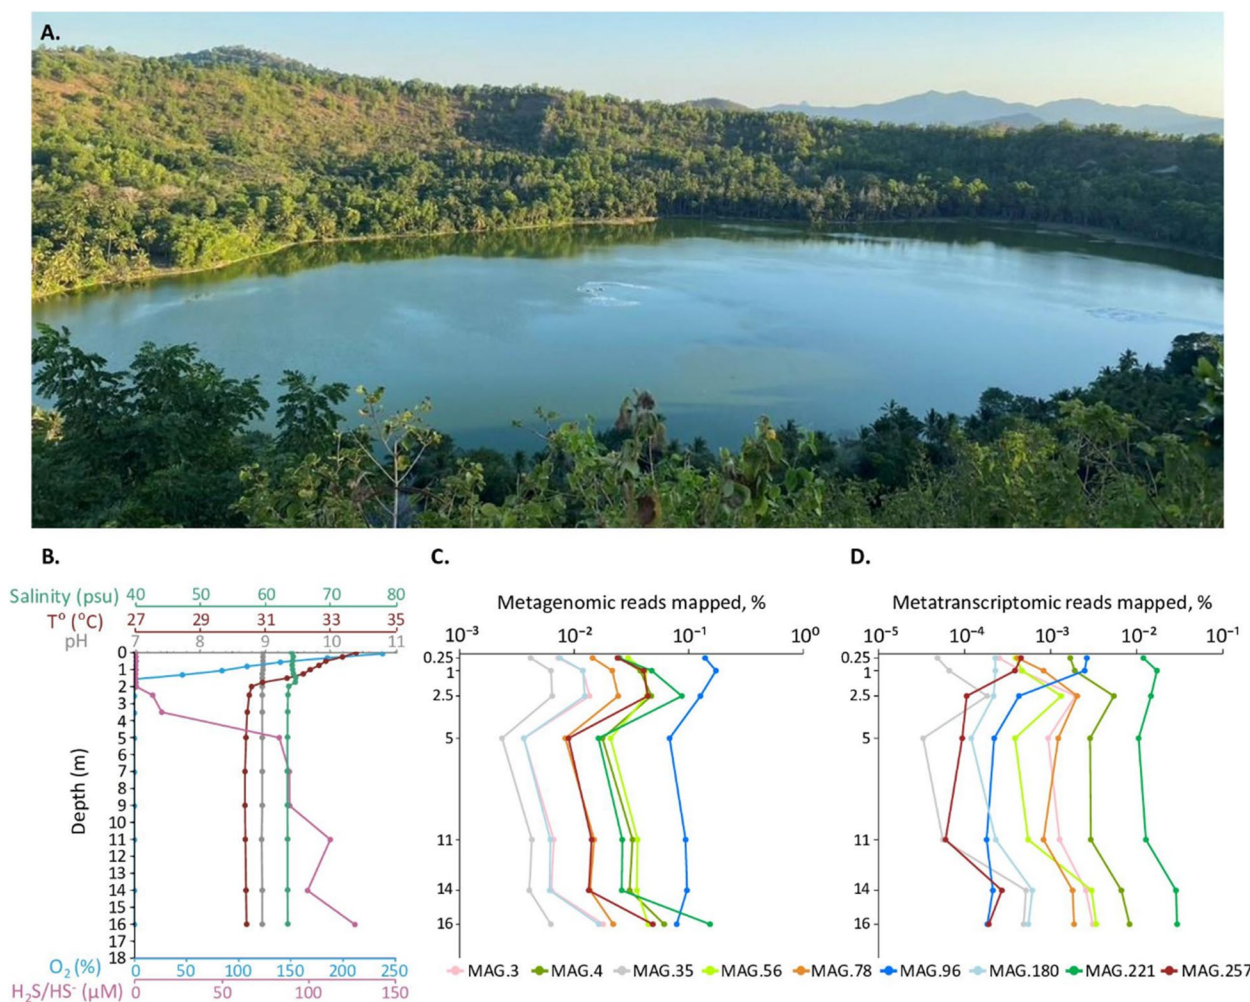 A.
B.
Salinity (psu) 40 50 60 70 80
T° (°C) 27 29 31 33 35
pH 7 8 9 10 11
Depth (m)
0
1
2
3
4
5
6
7
8
9
10
11
12
13
14
15
16
17
18
O₂ (%) 0 50 100 150 200 250
H₂S/HS⁻ (µM) 0 50 100 150
C.
Metagenomic reads mapped, %
10⁻³ 10⁻² 10⁻¹ 10⁰
0.25
1
2.5
5
11
14
16
D.
Metatranscriptomic reads mapped, %
10⁻⁵ 10⁻⁴ 10⁻³ 10⁻² 10⁻¹
0.25
1
2.5
5
11
14
16
MAG.3 MAG.4 MAG.35 MAG.56 MAG.78 MAG.96 MAG.180 MAG.221 MAG.257